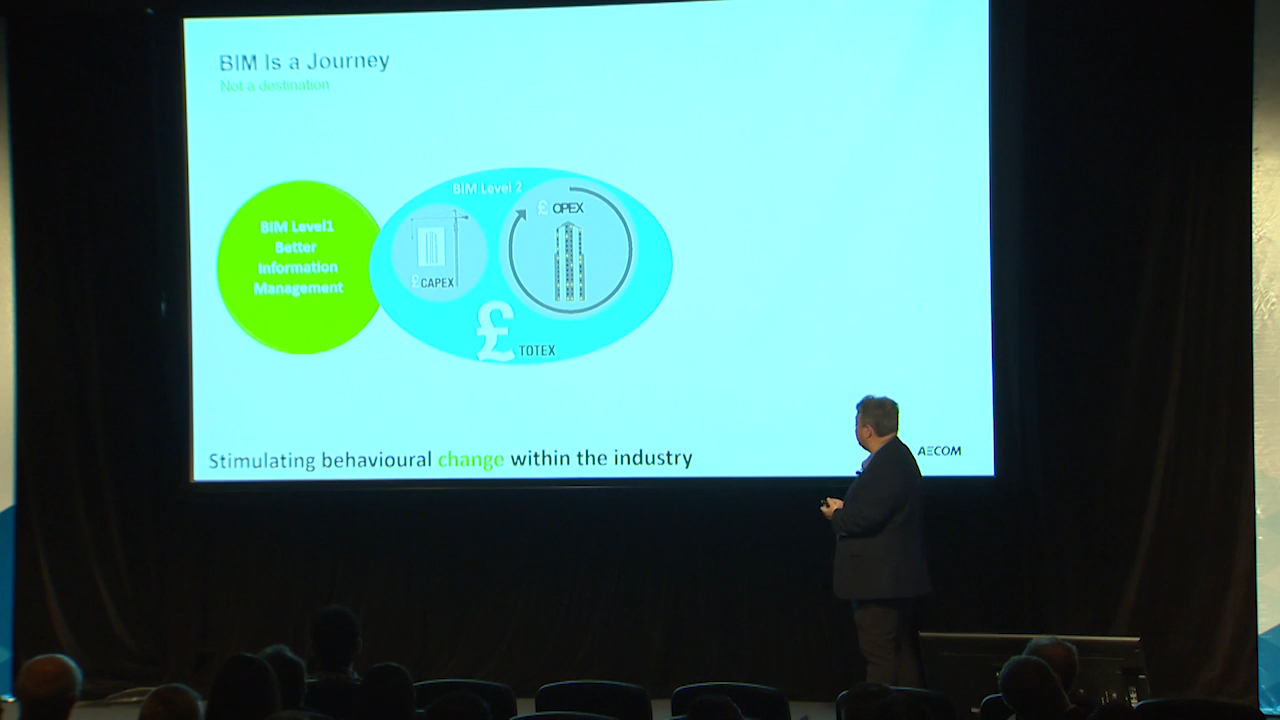 BIM Is a Journey
Not a destination
BIM Level1
Better
Information
Management
BIM Level 2
£ CAPEX
£ OPEX
£ TOTEX
Stimulating behavioural change within the industry
AECOM